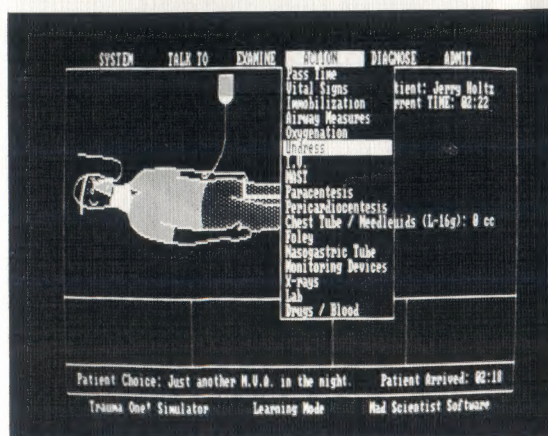 SYSTEM TALK TO EXAMINE ACTION DIAGNOSE ADMIT
Pass Time
Vital Signs tient: Jerry Holtz
Immobilization rrent TIME: 02:22
Airway Measures
Oxygenation
Undress
I.V.
MAST
Paracentesis
Pericardiocentesis
Chest Tube / Needle uids (L-16g): 0 cc
Foley
Nasogastric Tube
Monitoring Devices
X-rays
Lab
Drugs / Blood
Patient Choice: Just another M.V.A. in the night. Patient Arrived: 02:18
Trauma One* Simulator Learning Mode Mad Scientist Software